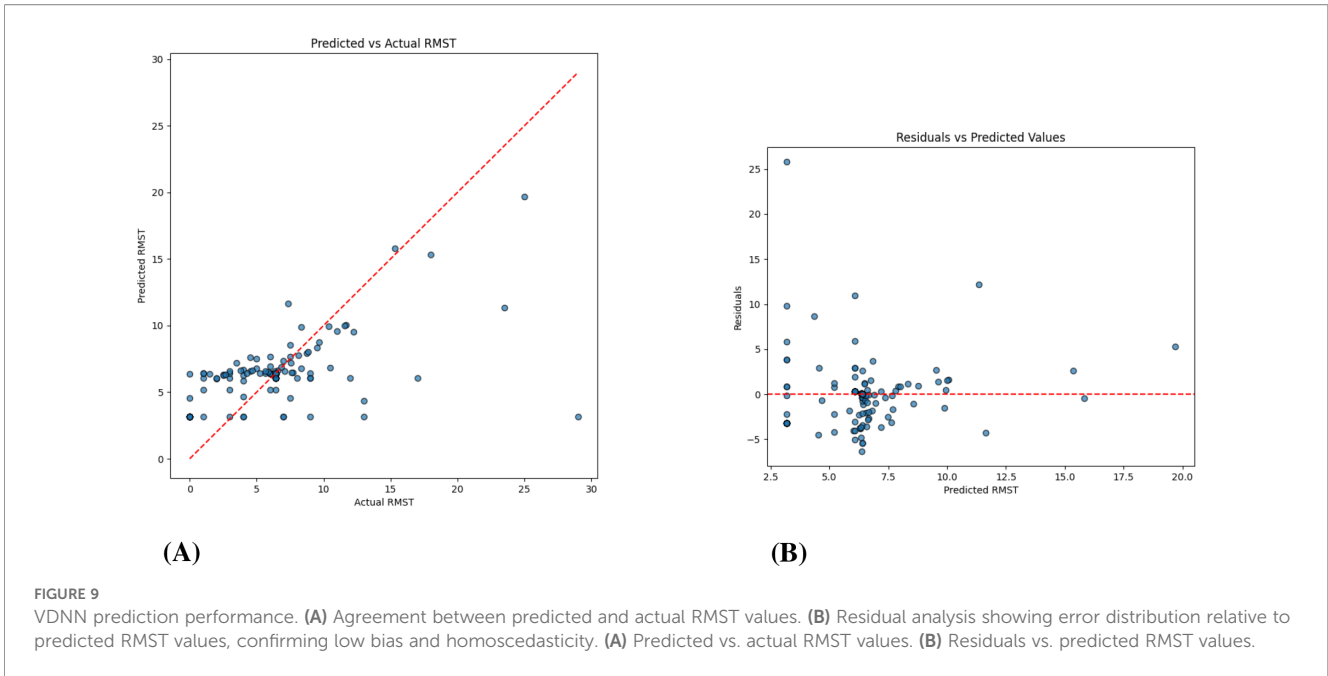 Predicted vs Actual RMST
30
25
20
15
10
5
0
Predicted RMST
0 5 10 15 20 25 30
Actual RMST
(A)
Residuals vs Predicted Values
25
20
15
10
5
0
−5
Residuals
2.5 5.0 7.5 10.0 12.5 15.0 17.5 20.0
Predicted RMST
(B)
FIGURE 9
VDNN prediction performance. (A) Agreement between predicted and actual RMST values. (B) Residual analysis showing error distribution relative to
predicted RMST values, confirming low bias and homoscedasticity. (A) Predicted vs. actual RMST values. (B) Residuals vs. predicted RMST values.